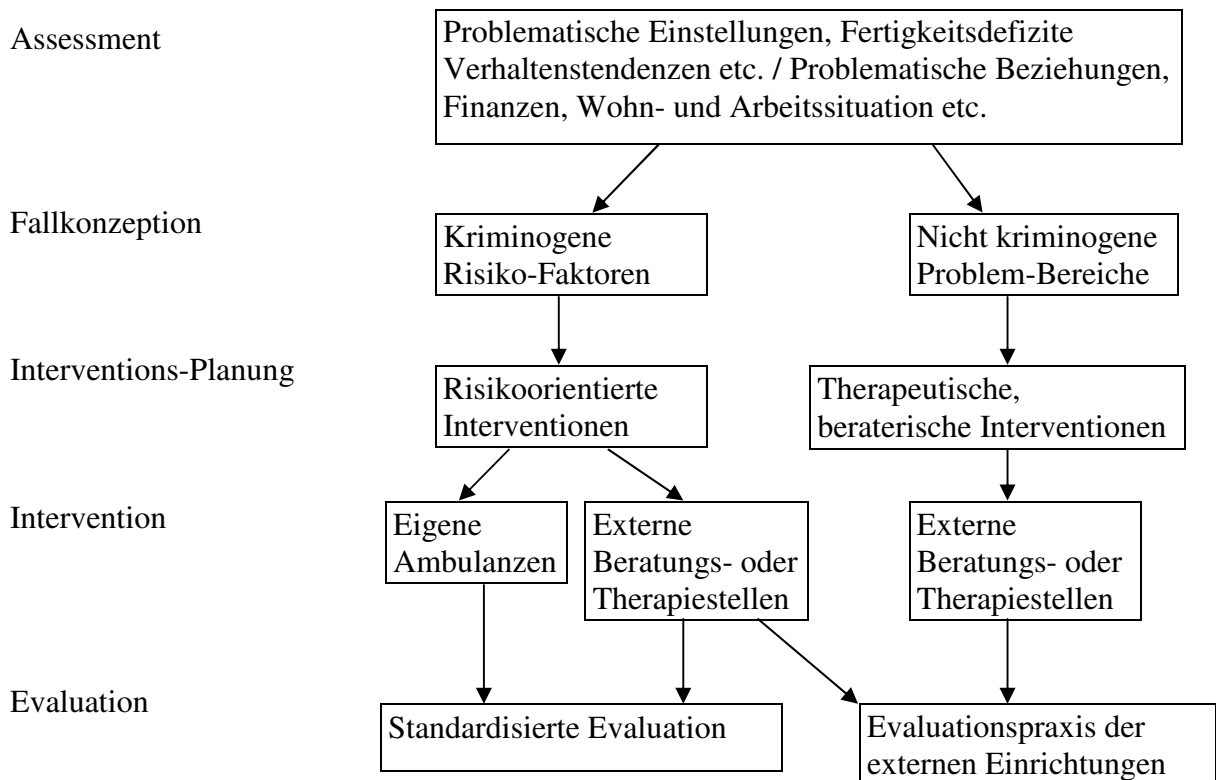 Assessment
Problematische Einstellungen, Fertigkeitsdefizite
Verhaltenstendenzen etc. / Problematische Beziehungen,
Finanzen, Wohn- und Arbeitssituation etc.
Fallkonzeption
Kriminogene
Risiko-Faktoren
Nicht kriminogene
Problem-Bereiche
Interventions-Planung
Risikoorientierte
Interventionen
Therapeutische,
beraterische Interventionen
Intervention
Eigene
Ambulanzen
Externe
Beratungs- oder
Therapiestellen
Externe
Beratungs- oder
Therapiestellen
Evaluation
Standardisierte Evaluation
Evaluationspraxis der
externen Einrichtungen